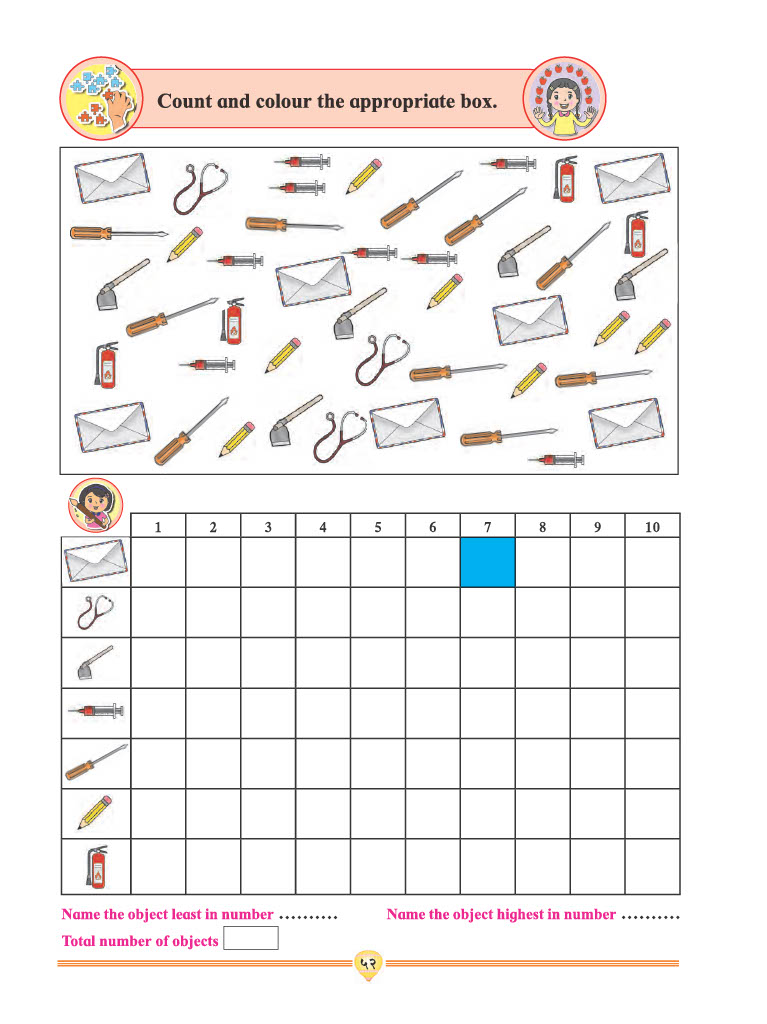 Count and colour the appropriate box.
1 2 3 4 5 6 7 8 9 10
Name the object least in number .......... Name the object highest in number ..........
Total number of objects
५२